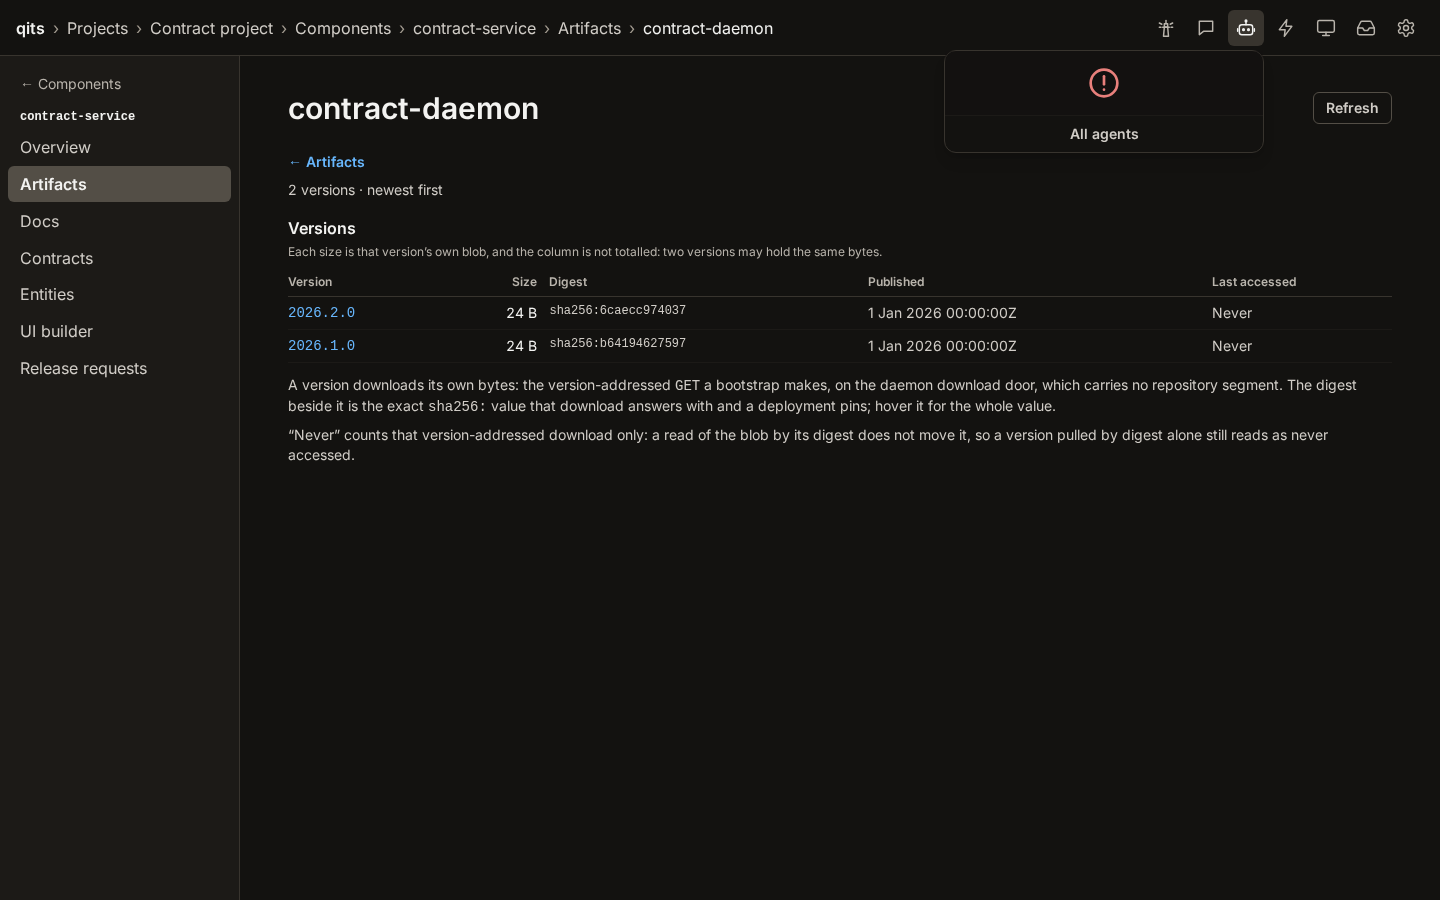 qits › Projects › Contract project › Components › contract-service › Artifacts › contract-daemon
← Components
contract-service
Overview
Artifacts
Docs
Contracts
Entities
UI builder
Release requests
All agents
contract-daemon
Refresh
← Artifacts
2 versions · newest first
Versions
Each size is that version’s own blob, and the column is not totalled: two versions may hold the same bytes.
Version Size Digest Published Last accessed
2026.2.0 24 B sha256:6caecc974037 1 Jan 2026 00:00:00Z Never
2026.1.0 24 B sha256:b64194627597 1 Jan 2026 00:00:00Z Never
A version downloads its own bytes: the version-addressed GET a bootstrap makes, on the daemon download door, which carries no repository segment. The digest
beside it is the exact sha256: value that download answers with and a deployment pins; hover it for the whole value.
“Never” counts that version-addressed download only: a read of the blob by its digest does not move it, so a version pulled by digest alone still reads as never
accessed.